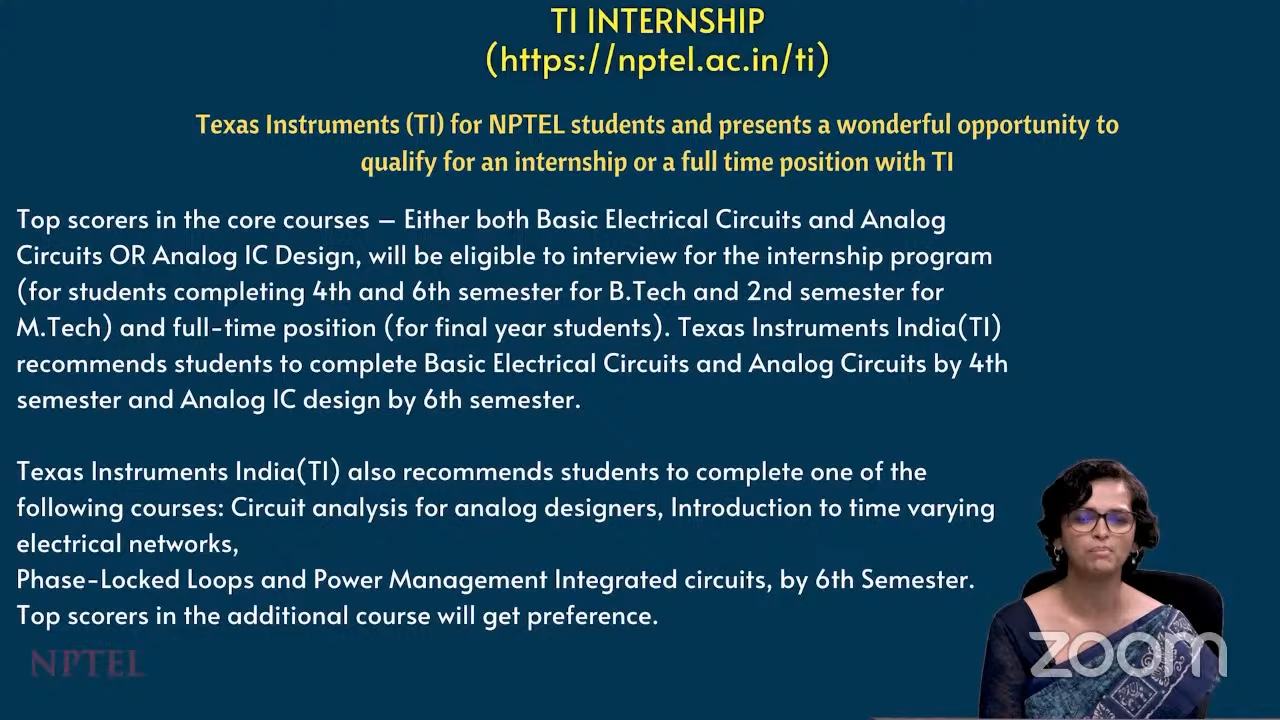 TI INTERNSHIP
(https://nptel.ac.in/ti)
Texas Instruments (TI) for NPTEL students and presents a wonderful opportunity to
qualify for an internship or a full time position with TI
Top scorers in the core courses – Either both Basic Electrical Circuits and Analog
Circuits OR Analog IC Design, will be eligible to interview for the internship program
(for students completing 4th and 6th semester for B.Tech and 2nd semester for
M.Tech) and full-time position (for final year students). Texas Instruments India(TI)
recommends students to complete Basic Electrical Circuits and Analog Circuits by 4th
semester and Analog IC design by 6th semester.
Texas Instruments India(TI) also recommends students to complete one of the
following courses: Circuit analysis for analog designers, Introduction to time varying
electrical networks,
Phase-Locked Loops and Power Management Integrated circuits, by 6th Semester.
Top scorers in the additional course will get preference.
NPTEL
zoom